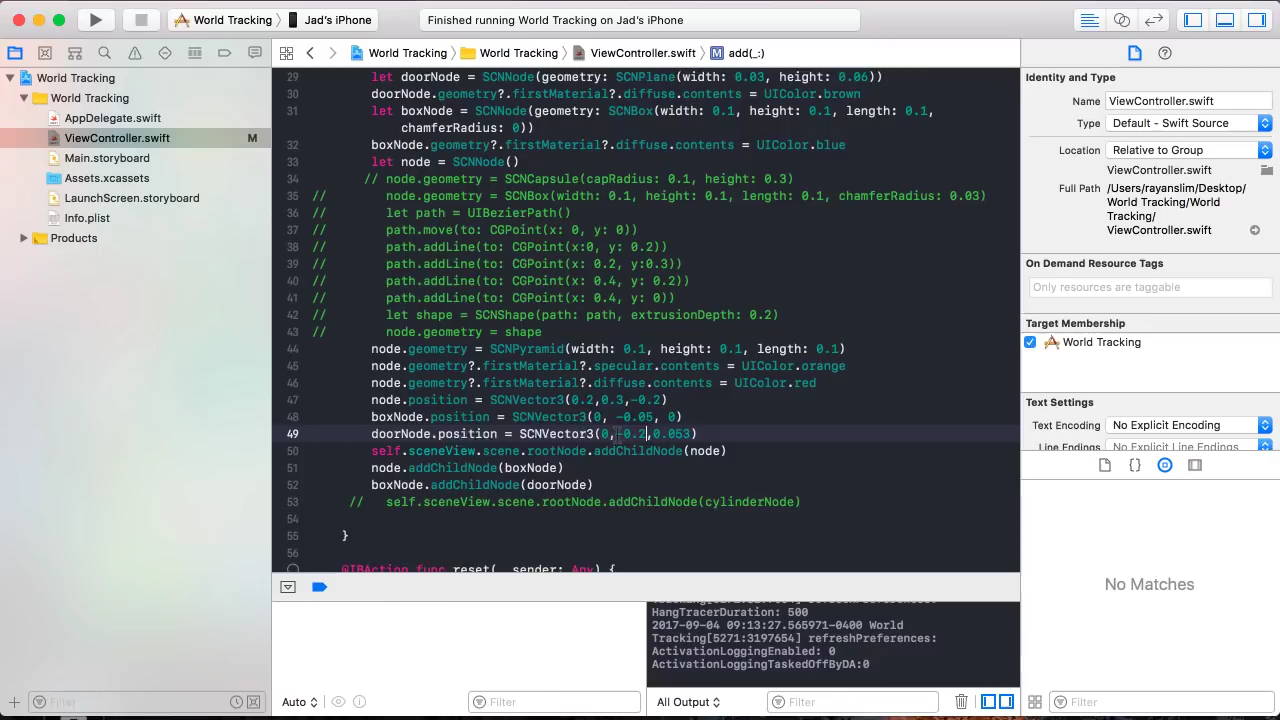 World Tracking
Jad's iPhone
Finished running World Tracking on Jad's iPhone
World Tracking
World Tracking
AppDelegate.swift
ViewController.swift
M
Main.storyboard
Assets.xcassets
LaunchScreen.storyboard
Info.plist
Products
Filter
World Tracking
World Tracking
ViewController.swift
M
add(_:)
29 let doorNode = SCNNode(geometry: SCNPlane(width: 0.03, height: 0.06))
30 doorNode.geometry?.firstMaterial?.diffuse.contents = UIColor.brown
31 let boxNode = SCNNode(geometry: SCNBox(width: 0.1, height: 0.1, length: 0.1,
chamferRadius: 0))
32 boxNode.geometry?.firstMaterial?.diffuse.contents = UIColor.blue
33 let node = SCNNode()
34 // node.geometry = SCNCapsule(capRadius: 0.1, height: 0.3)
35 // node.geometry = SCNBox(width: 0.1, height: 0.1, length: 0.1, chamferRadius: 0.03)
36 // let path = UIBezierPath()
37 // path.move(to: CGPoint(x: 0, y: 0))
38 // path.addLine(to: CGPoint(x:0, y: 0.2))
39 // path.addLine(to: CGPoint(x: 0.2, y:0.3))
40 // path.addLine(to: CGPoint(x: 0.4, y: 0.2))
41 // path.addLine(to: CGPoint(x: 0.4, y: 0))
42 // let shape = SCNShape(path: path, extrusionDepth: 0.2)
43 // node.geometry = shape
44 node.geometry = SCNPyramid(width: 0.1, height: 0.1, length: 0.1)
45 node.geometry?.firstMaterial?.specular.contents = UIColor.orange
46 node.geometry?.firstMaterial?.diffuse.contents = UIColor.red
47 node.position = SCNVector3(0.2,0.3,-0.2)
48 boxNode.position = SCNVector3(0, -0.05, 0)
49 doorNode.position = SCNVector3(0,-0.2,0.053)
50 self.sceneView.scene.rootNode.addChildNode(node)
51 node.addChildNode(boxNode)
52 boxNode.addChildNode(doorNode)
53 // self.sceneView.scene.rootNode.addChildNode(cylinderNode)
54
55 }
56
@IBAction func reset(_ sender: Any) {
HangTracerDuration: 500
2017-09-04 09:13:27.565971-0400 World
Tracking[5271:3197654] refreshPreferences:
ActivationLoggingEnabled: 0
ActivationLoggingTaskedOffByDA:0
Auto
Filter
All Output
Filter
Identity and Type
Name ViewController.swift
Type Default - Swift Source
Location Relative to Group
ViewController.swift
Full Path /Users/rayanslim/Desktop/
World Tracking/World
Tracking/
ViewController.swift
On Demand Resource Tags
Only resources are taggable
Target Membership
World Tracking
Text Settings
Text Encoding No Explicit Encoding
Line Endings No Explicit Line Endings
{}
No Matches
Filter